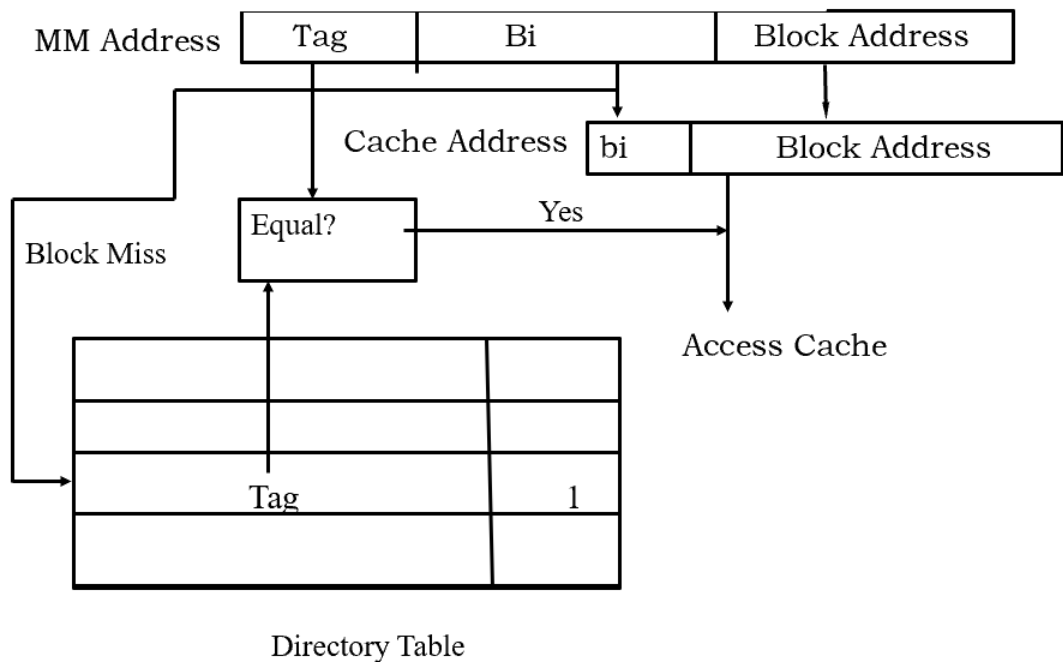 MM Address Tag Bi Block Address
Cache Address bi Block Address
Equal? Yes
Block Miss
Access Cache
Tag 1
Directory Table